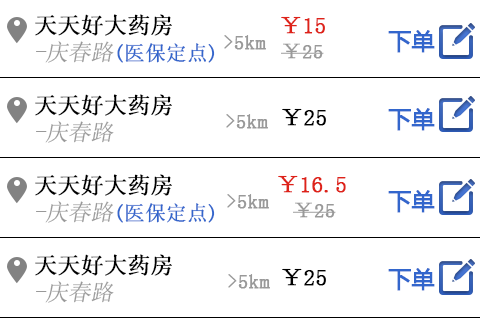 天天好大药房
-庆春路(医保定点)
>5km
￥15
￥25
下单
天天好大药房
-庆春路
>5km
￥25
下单
天天好大药房
-庆春路(医保定点)
>5km
￥16.5
￥25
下单
天天好大药房
-庆春路
>5km
￥25
下单